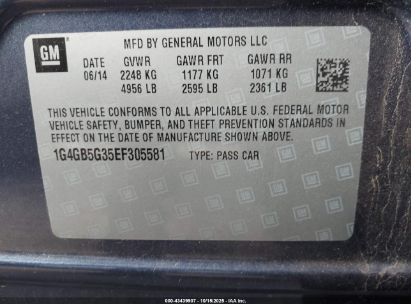 GM
MFD BY GENERAL MOTORS LLC
DATE GVWR GAWR FRT GAWR RR
06/14 2248 KG 1177 KG 1071 KG
4956 LB 2595 LB 2361 LB
THIS VEHICLE CONFORMS TO ALL APPLICABLE U.S. FEDERAL MOTOR
VEHICLE SAFETY, BUMPER, AND THEFT PREVENTION STANDARDS IN
EFFECT ON THE DATE OF MANUFACTURE SHOWN ABOVE.
1G4GB5G35EF305581 TYPE: PASS CAR